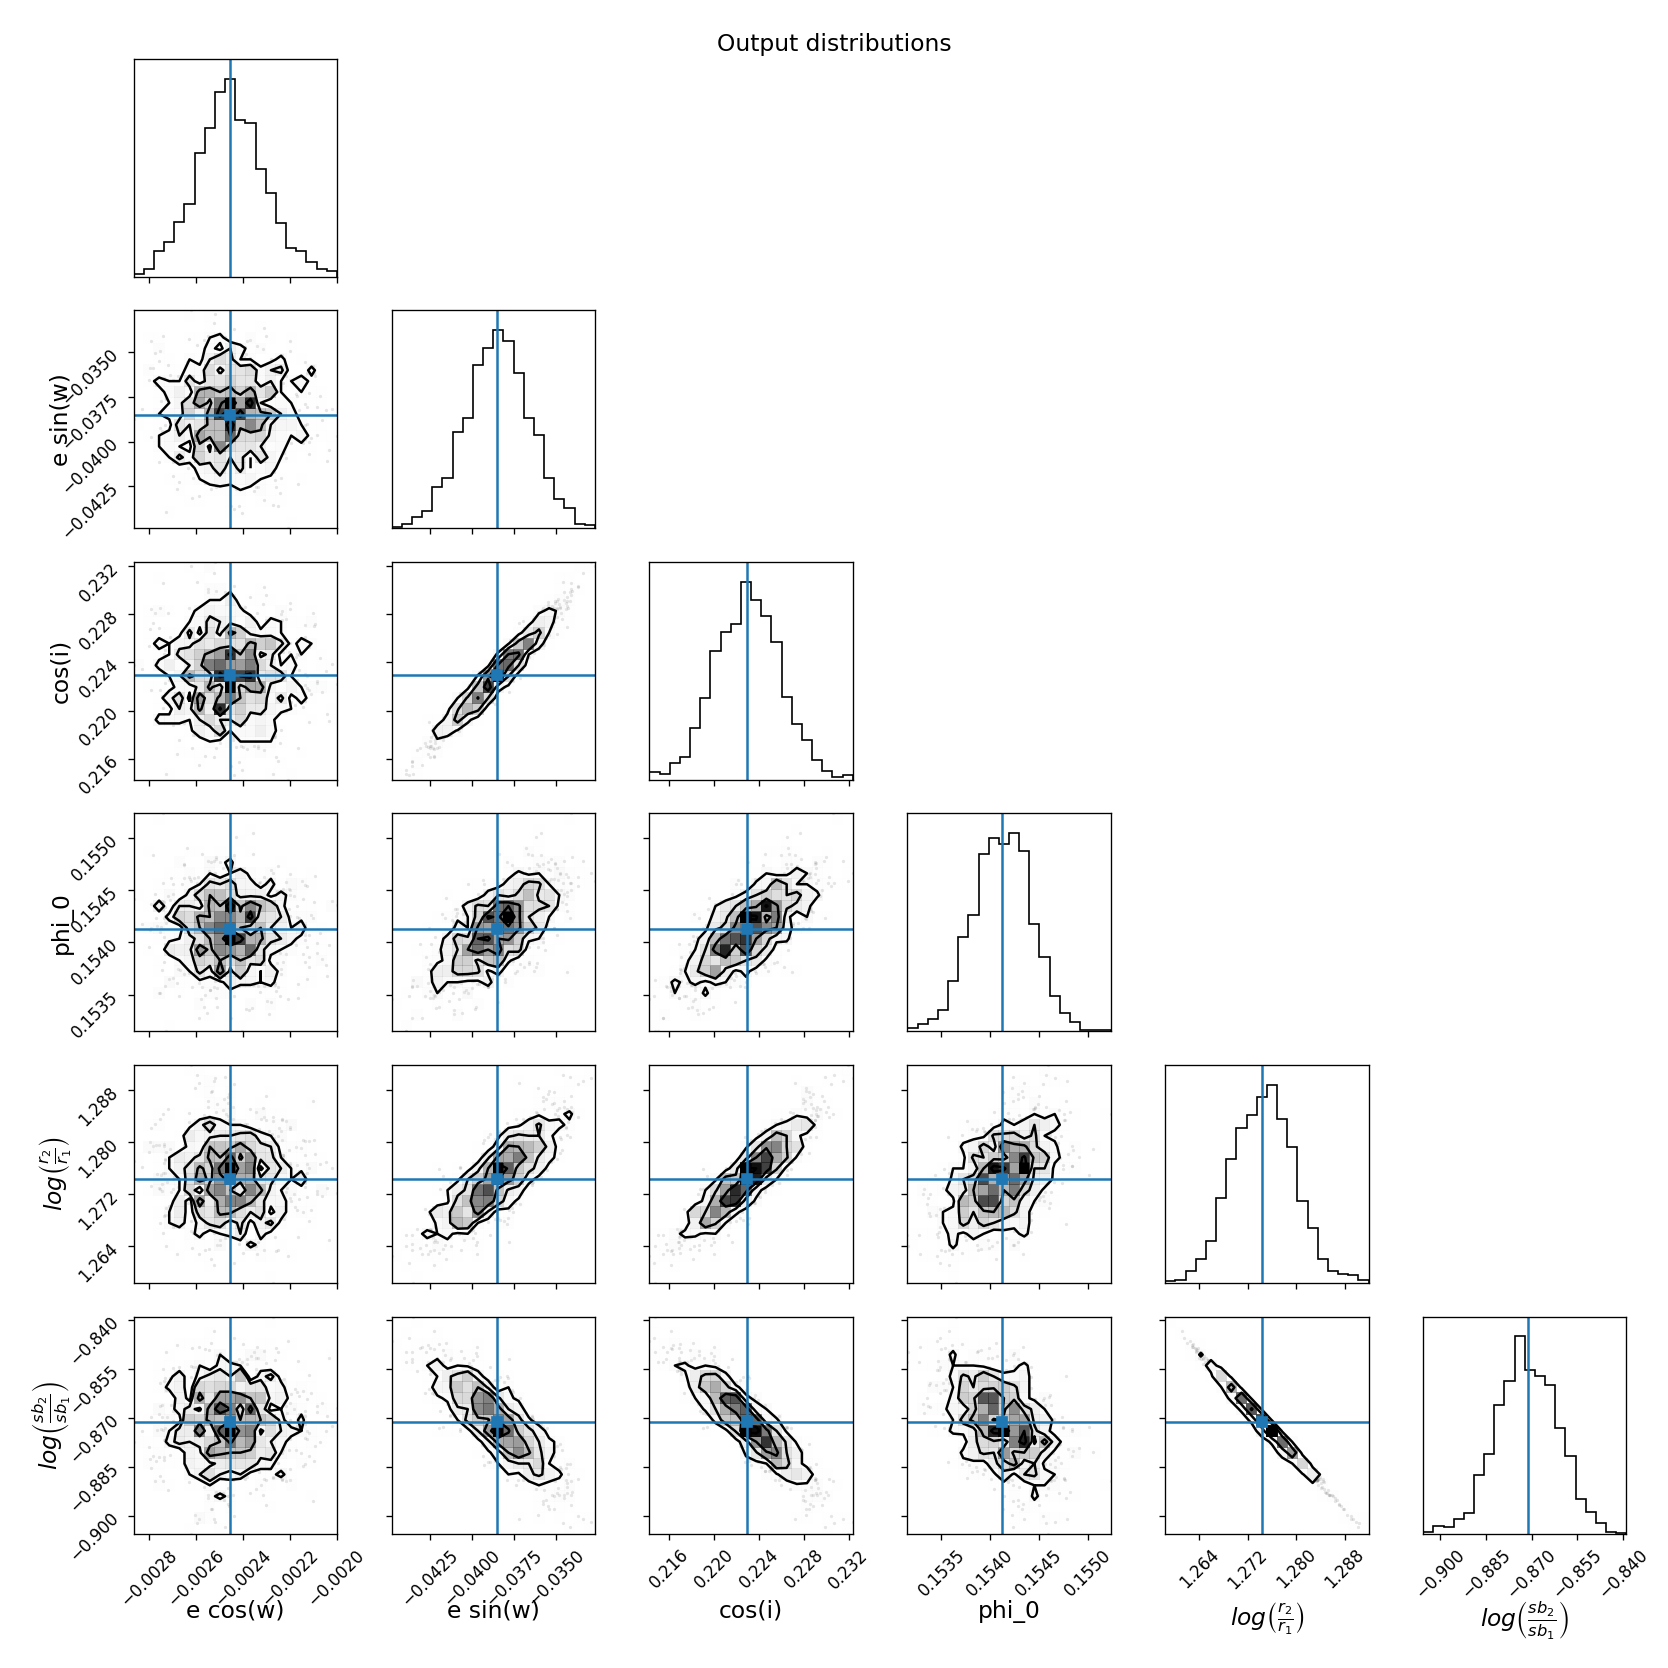 Output distributions
e sin(w)
−0.0350
−0.0375
−0.0400
−0.0425
cos(i)
0.232
0.228
0.224
0.220
0.216
phi_0
0.1550
0.1545
0.1540
0.1535
log(r₂/r₁)
1.288
1.280
1.272
1.264
log(sb₂/sb₁)
−0.840
−0.855
−0.870
−0.885
−0.900
−0.0028 −0.0026 −0.0024 −0.0022 −0.0020
e cos(w)
−0.0425 −0.0400 −0.0375 −0.0350
e sin(w)
0.216 0.220 0.224 0.228 0.232
cos(i)
0.1535 0.1540 0.1545 0.1550
phi_0
1.264 1.272 1.280 1.288
log(r₂/r₁)
−0.900 −0.885 −0.870 −0.855 −0.840
log(sb₂/sb₁)